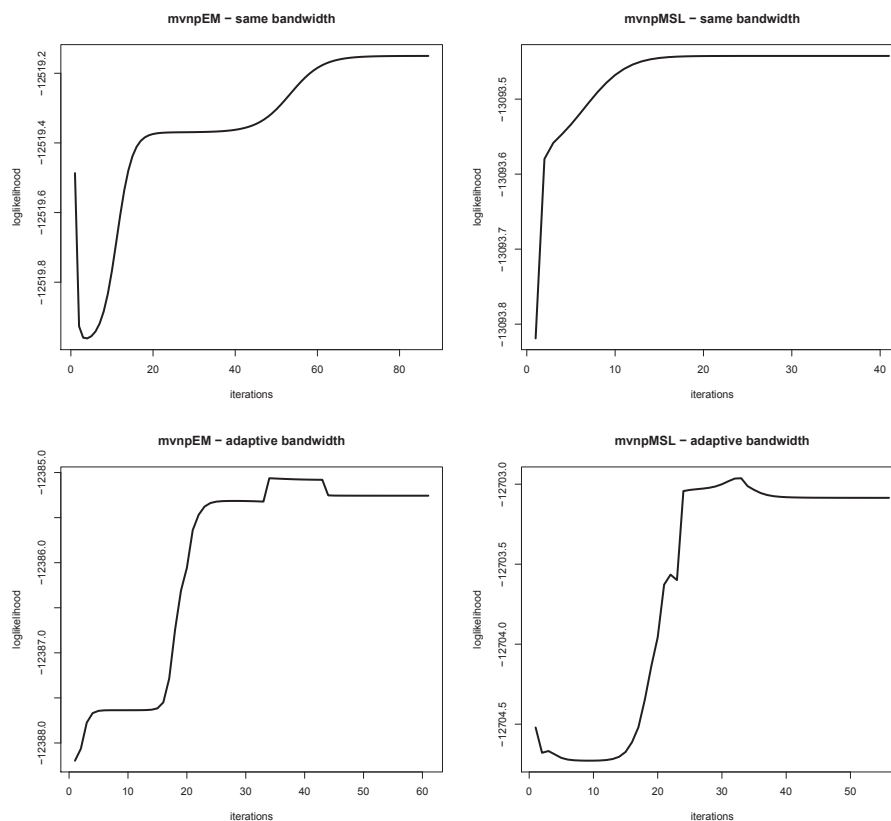 mvnpEM − same bandwidth
loglikelihood
−12519.2
−12519.4
−12519.6
−12519.8
0 20 40 60 80
iterations
mvnpMSL − same bandwidth
loglikelihood
−13093.5
−13093.6
−13093.7
−13093.8
0 10 20 30 40
iterations
mvnpEM − adaptive bandwidth
loglikelihood
−12385.0
−12386.0
−12387.0
−12388.0
0 10 20 30 40 50 60
iterations
mvnpMSL − adaptive bandwidth
loglikelihood
−12703.0
−12703.5
−12704.0
−12704.5
0 10 20 30 40 50
iterations